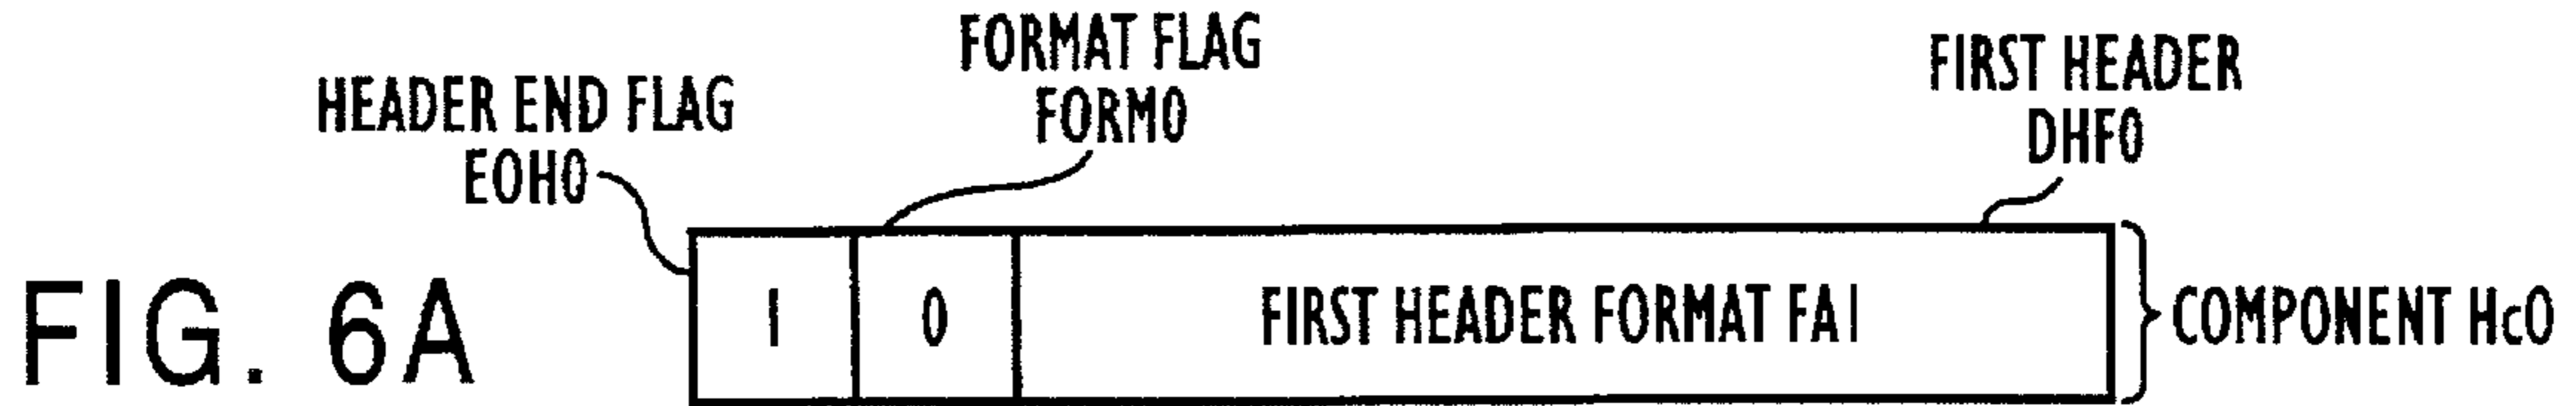 FORMAT FLAG
FORM0
FIRST HEADER
DHF0
HEADER END FLAG
EOH0
FIG. 6A
1
0
FIRST HEADER FORMAT FA1
COMPONENT Hc0